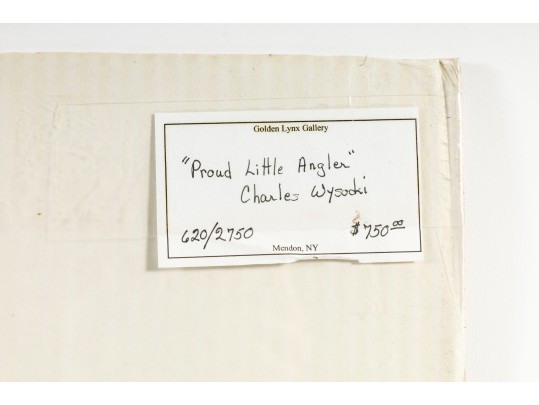 Golden Lynx Gallery
"Proud Little Angler"
Charles Wysocki
620/2750 $750.00
Mendon, NY